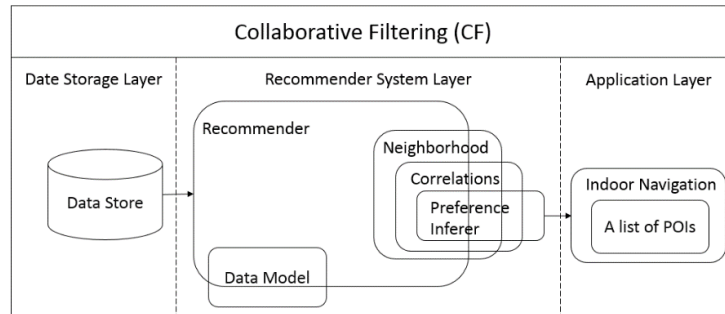 Collaborative Filtering (CF)
Date Storage Layer
Recommender System Layer
Application Layer
Data Store
Recommender
Neighborhood
Correlations
Preference
Inferer
Data Model
Indoor Navigation
A list of POIs